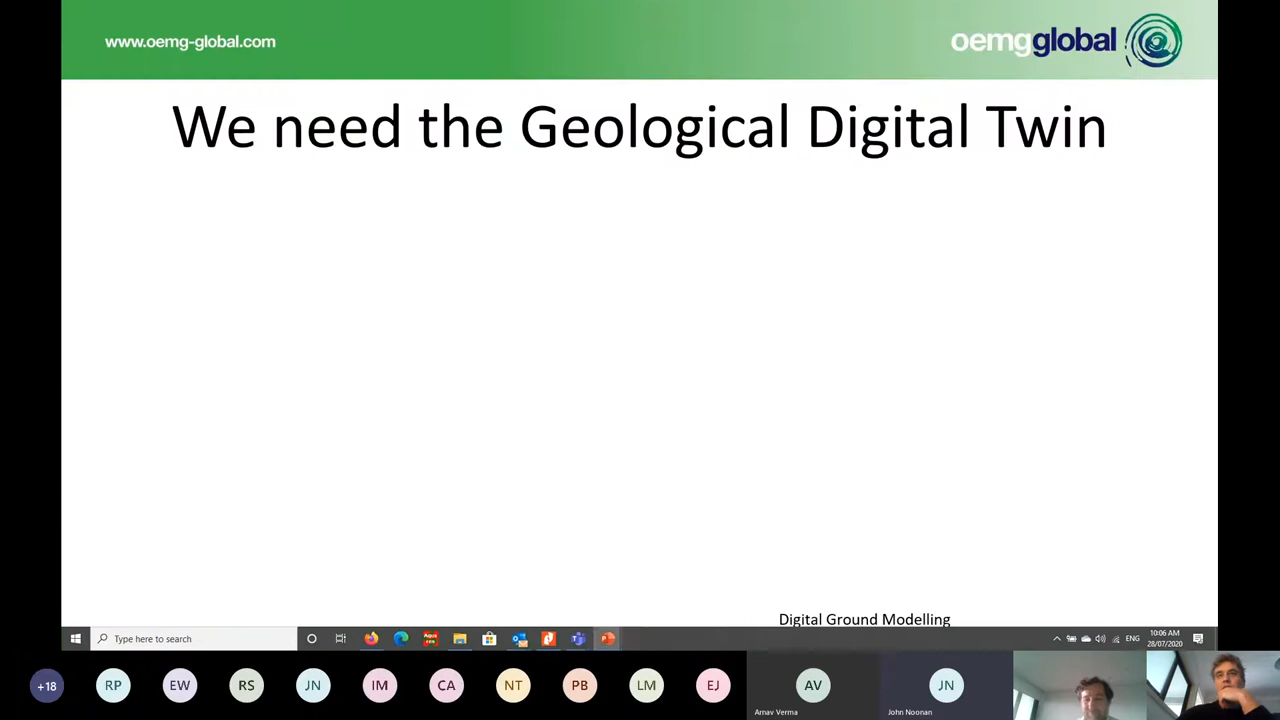 www.oemg-global.com
oemgglobal
We need the Geological Digital Twin
Digital Ground Modelling
Type here to search
ENG
10:06 AM
28/07/2020
+18
RP
EW
RS
JN
IM
CA
NT
PB
LM
EJ
AV
Arnav Verma
JN
John Noonan